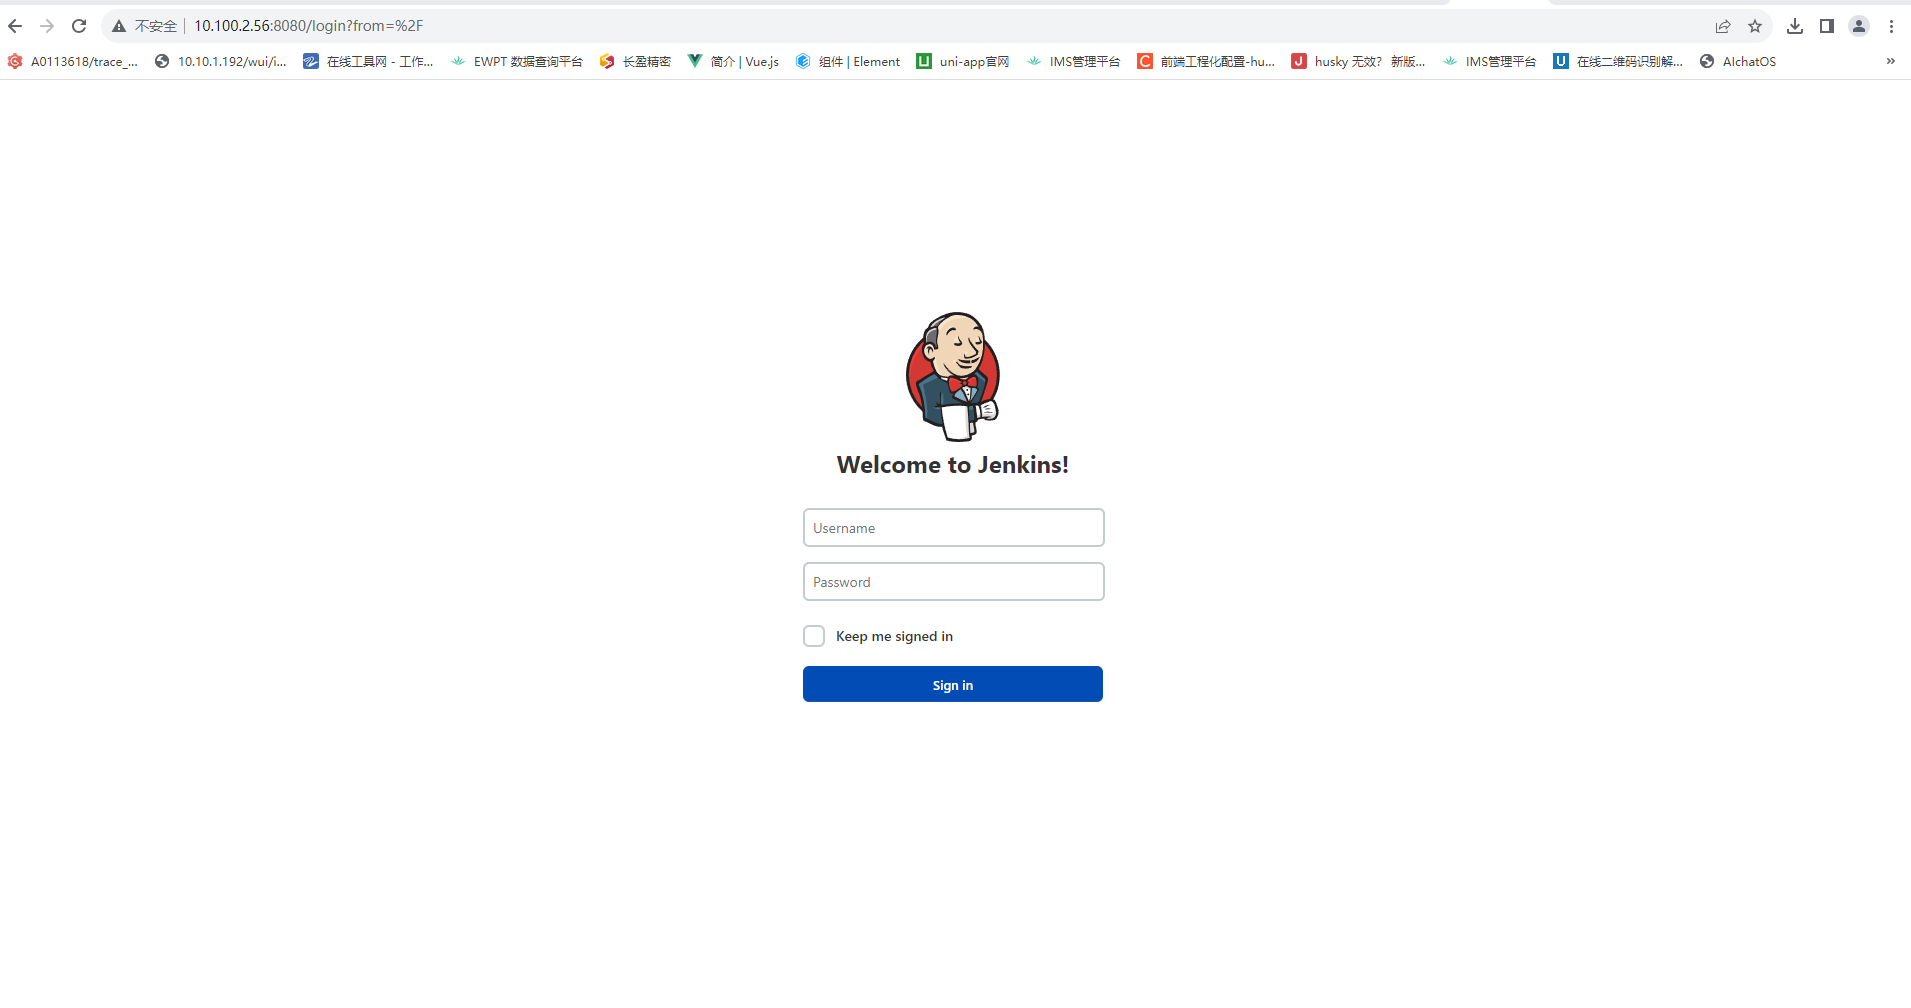 不安全 10.100.2.56:8080/login?from=%2F
A0113618/trace_... 10.10.1.192/wui/i... 在线工具网 - 工作... EWPT 数据查询平台 长盈精密 简介 | Vue.js 组件 | Element uni-app官网 IMS管理平台 前端工程化配置-hu... husky 无效？ 新版... IMS管理平台 在线二维码识别解... AIchatOS »
Welcome to Jenkins!
Username
Password
Keep me signed in
Sign in